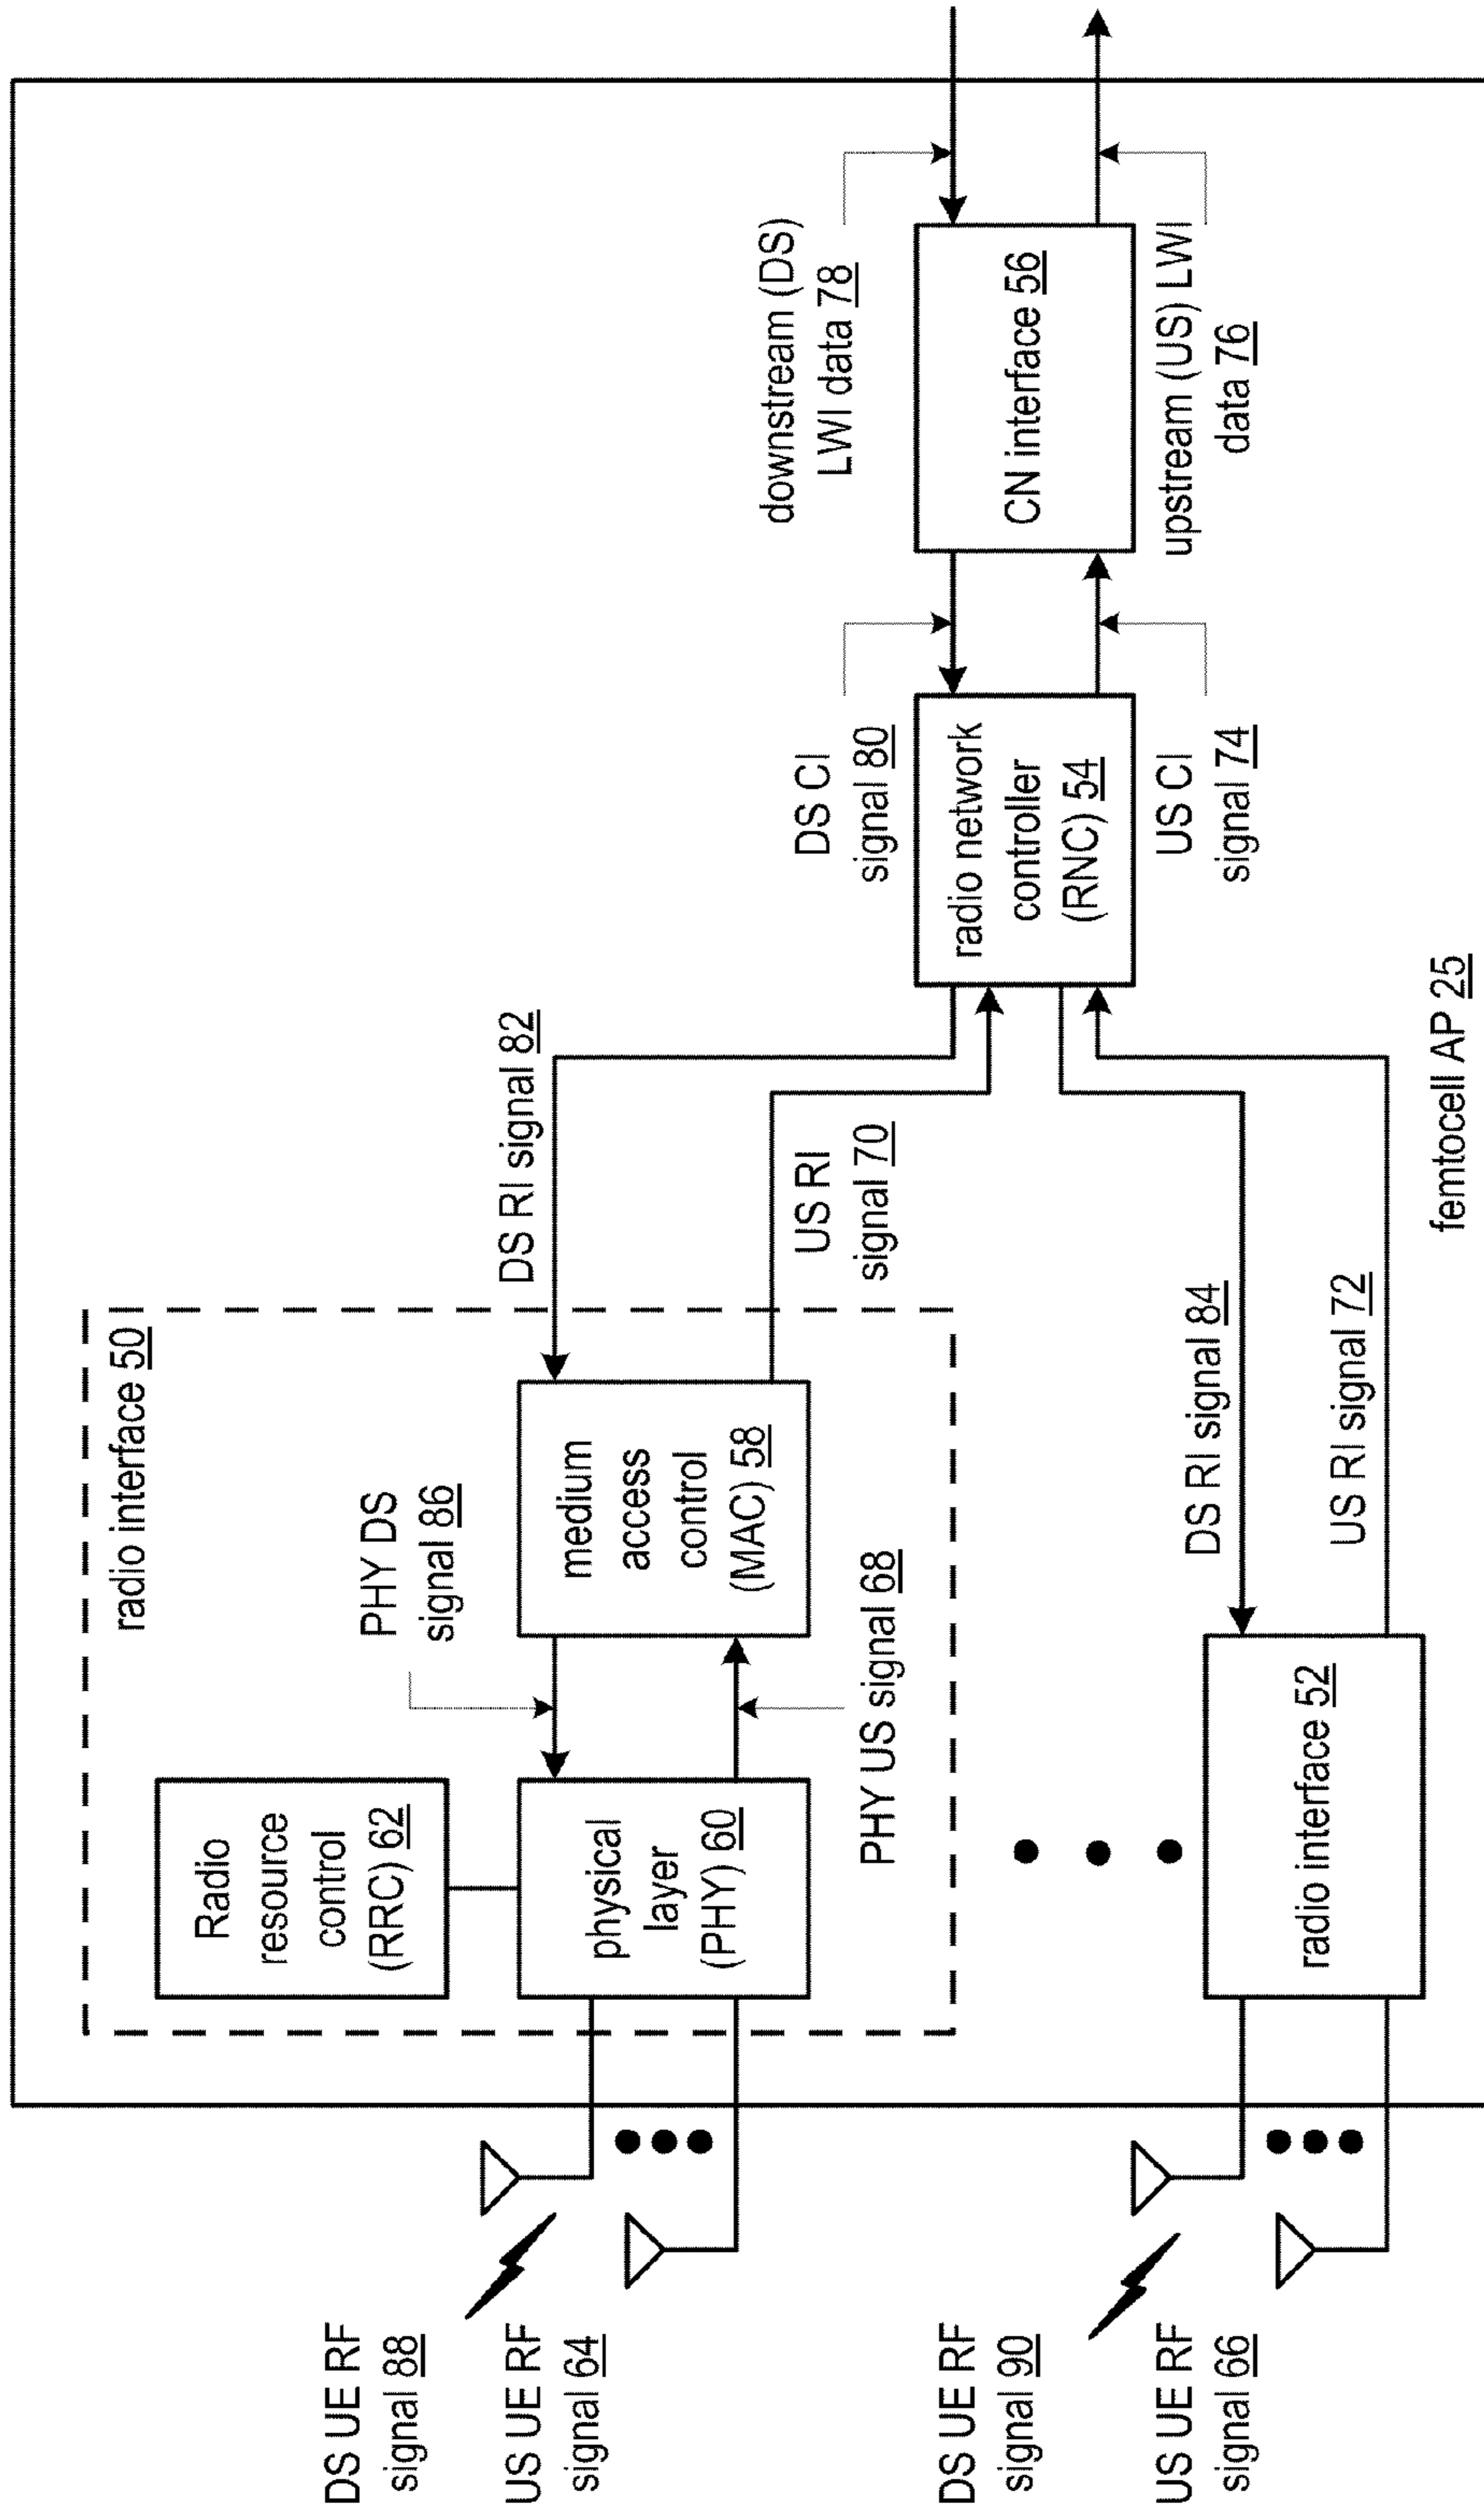 radio interface 50
Radio
resource
control
(RRC) 62
PHY DS
signal 86
DS RI signal 82
physical
layer
(PHY) 60
medium
access
control
(MAC) 58
US RI
signal 70
PHY US signal 68
DS UE RF
signal 88
US UE RF
signal 64
DS CI
signal 80
downstream (DS)
LWI data 78
radio network
controller
(RNC) 54
CN interface 56
US CI
signal 74
upstream (US) LWI
data 76
DS UE RF
signal 90
US UE RF
signal 66
DS RI signal 84
radio interface 52
US RI signal 72
femtocell AP 25